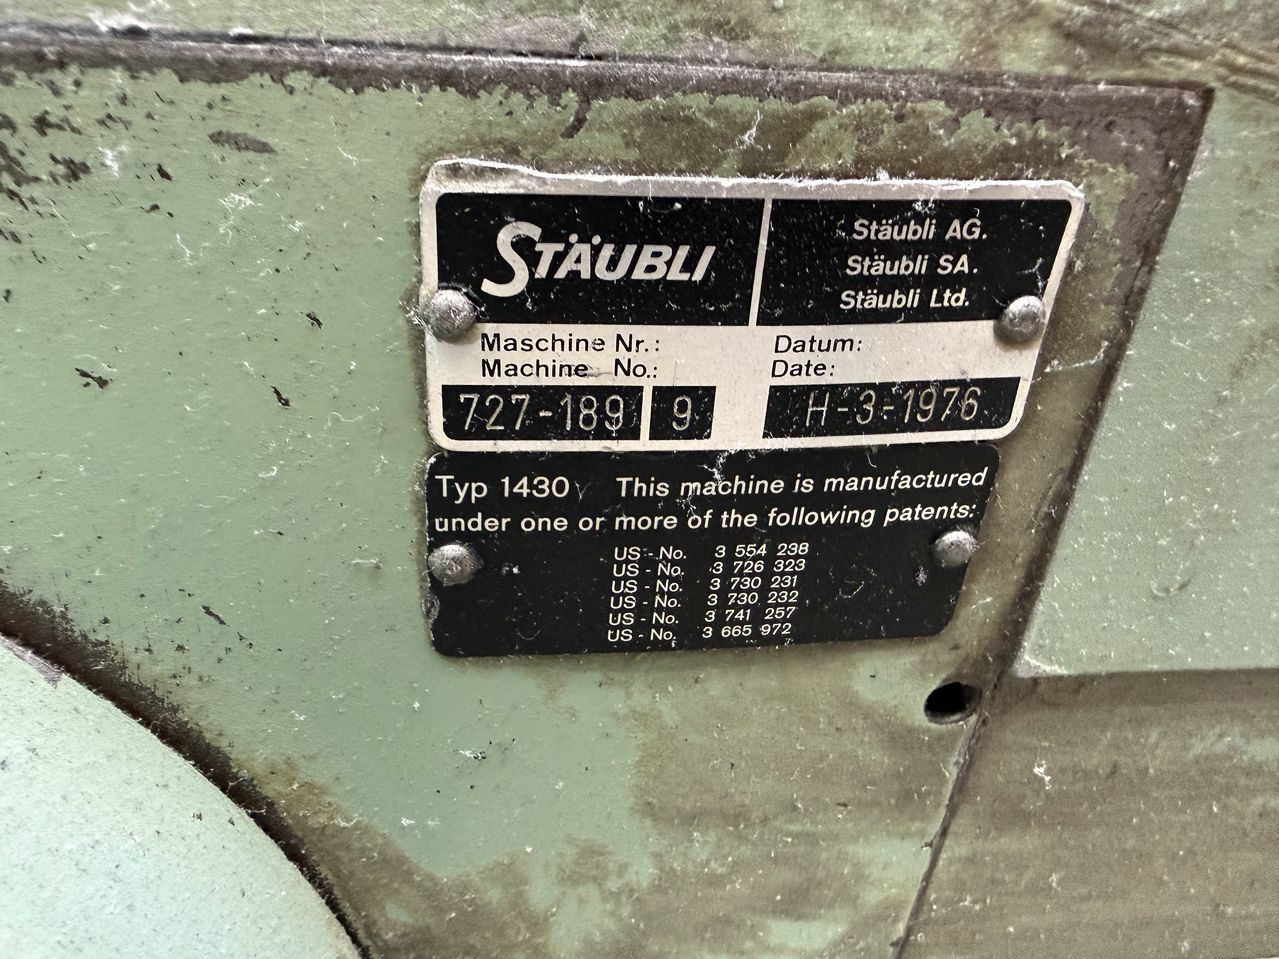 STÄUBLI
Stäubli AG.
Stäubli SA.
Stäubli Ltd.
Maschine Nr.:
Machine No.:
727-189 9
Datum:
Date:
H-3-1976
Typ 1430 This machine is manufactured
under one or more of the following patents:
US - No. 3 554 238
US - No. 3 726 323
US - No. 3 730 231
US - No. 3 730 232
US - No. 3 741 257
US - No. 3 665 972